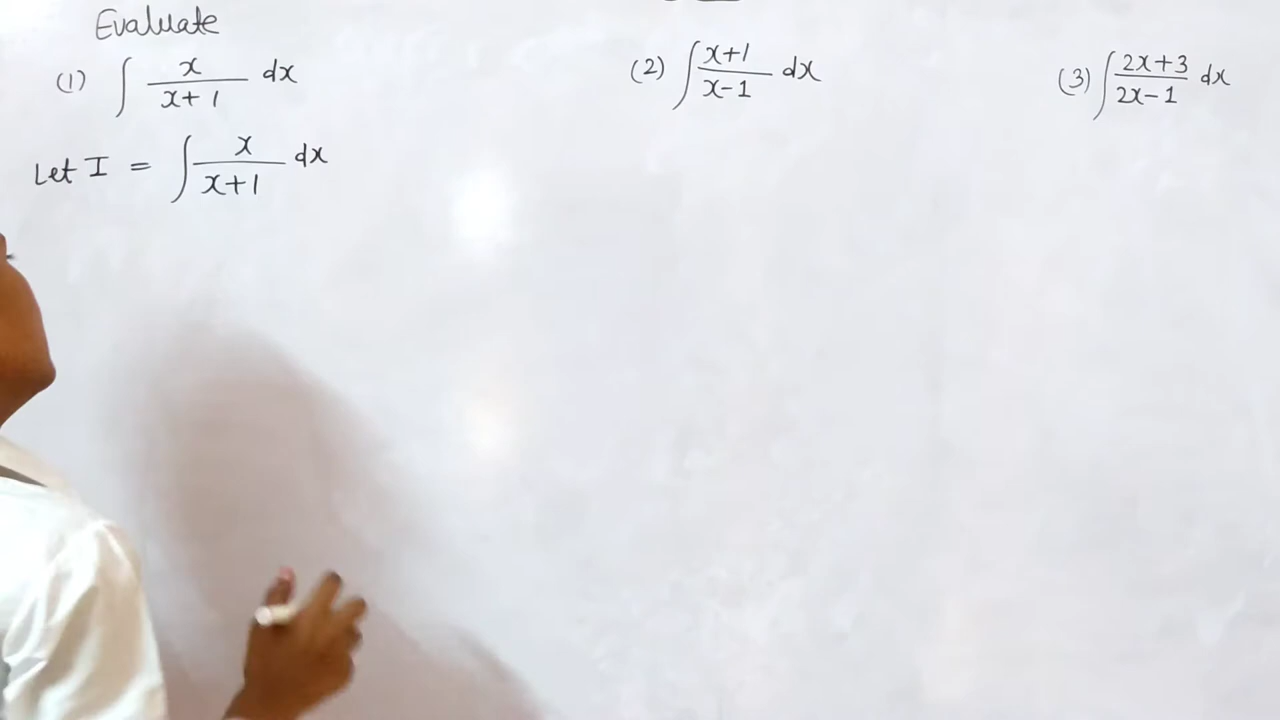 Evaluate
(1) ∫ x/(x+1) dx
Let I = ∫ x/(x+1) dx
(2) ∫ (x+1)/(x-1) dx
(3) ∫ (2x+3)/(2x-1) dx